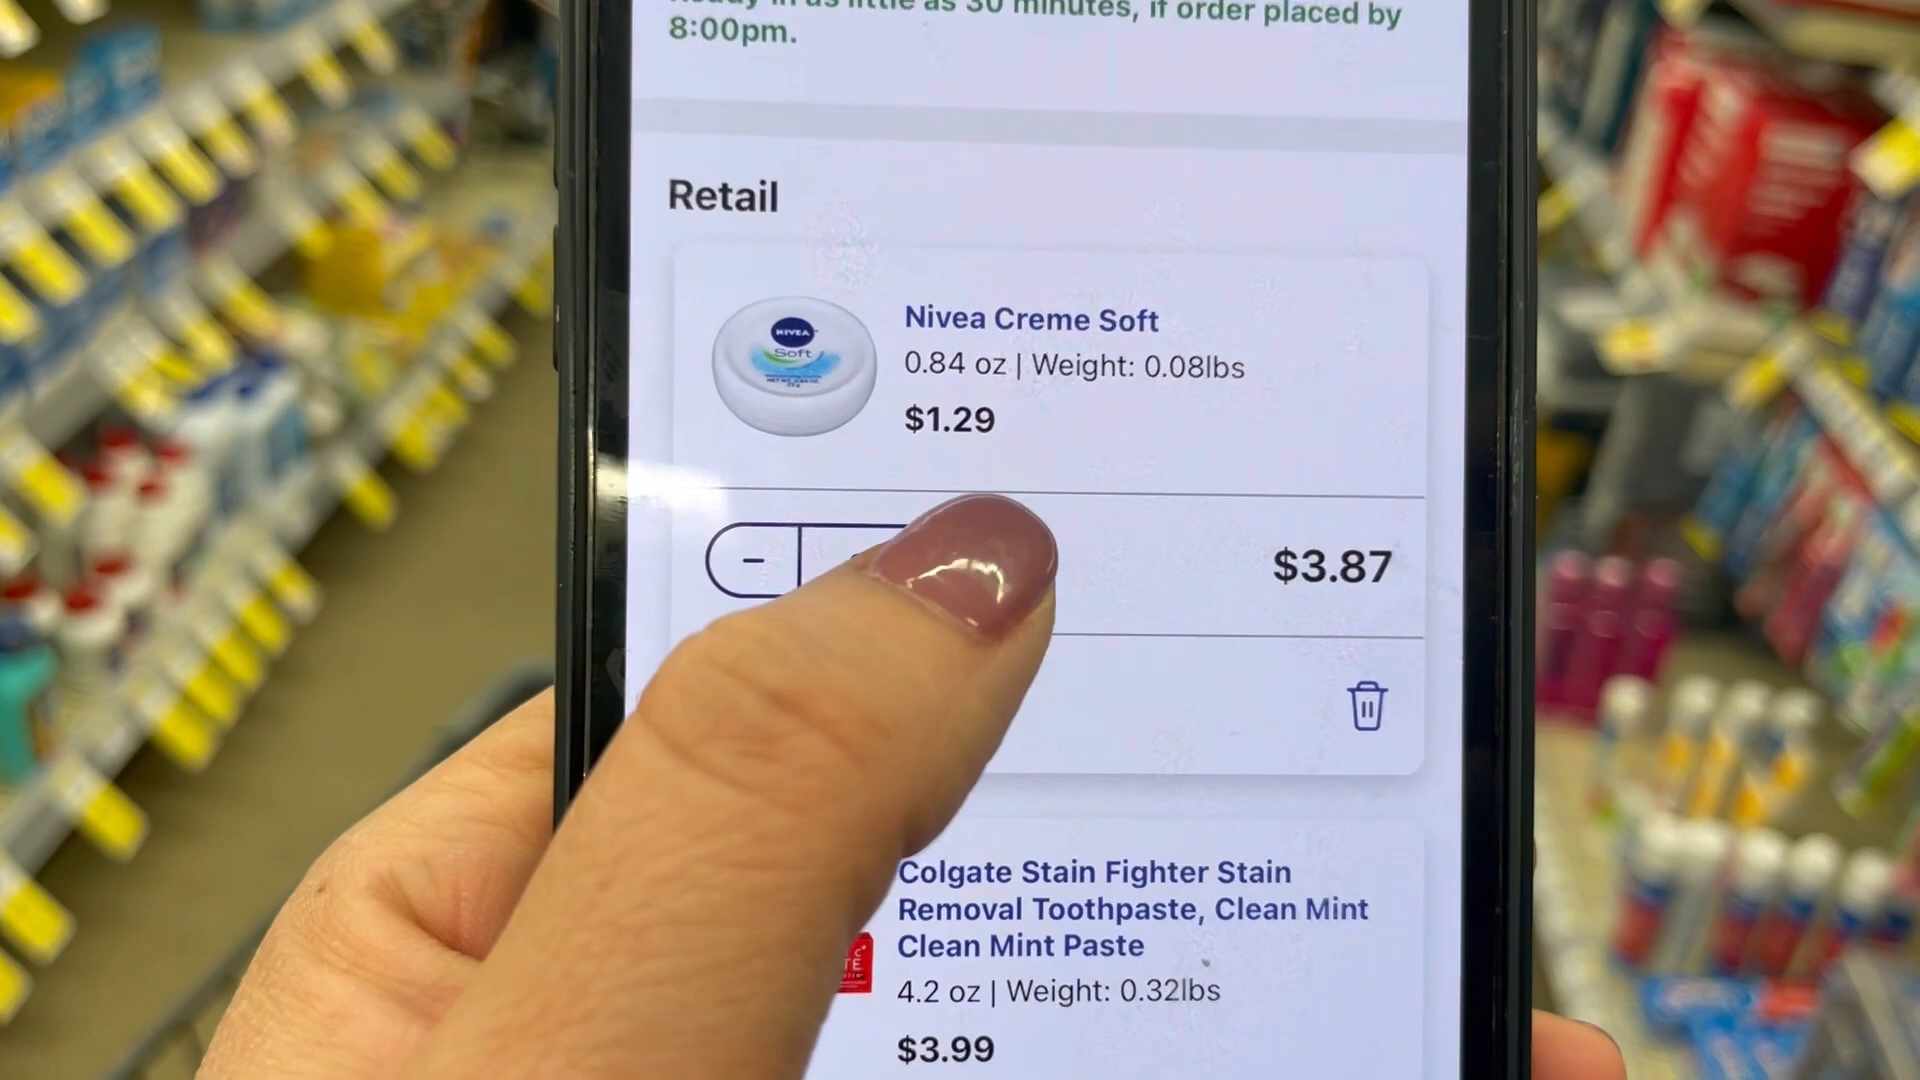 Ready in as little as 30 minutes, if order placed by
8:00pm.
Retail
NIVEA
Soft
Nivea Creme Soft
0.84 oz | Weight: 0.08lbs
$1.29
−
$3.87
Colgate Stain Fighter Stain
Removal Toothpaste, Clean Mint
Clean Mint Paste
4.2 oz | Weight: 0.32lbs
$3.99